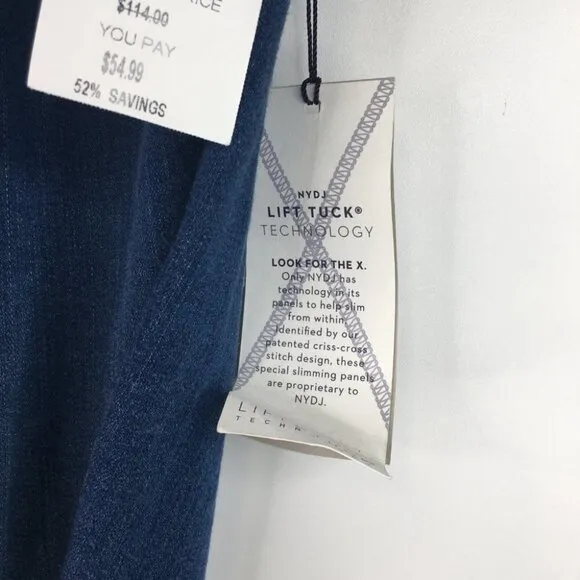 $114.00
YOU PAY
$54.99
52% SAVINGS
NYDJ
LIFT TUCK®
TECHNOLOGY
LOOK FOR THE X.
Only NYDJ has
technology in its
panels to help slim
from within.
Identified by our
patented criss-cross
stitch design, these
special slimming panels
are proprietary to
NYDJ.